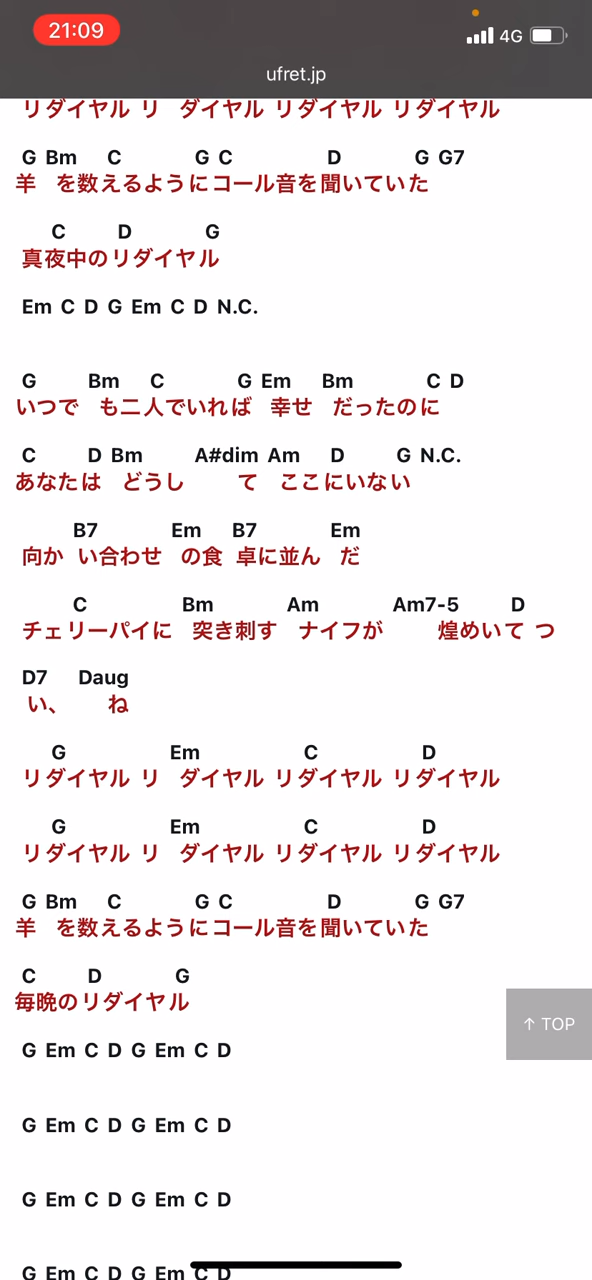 21:09
4G
ufret.jp
リダイヤル リ ダイヤル リダイヤル リダイヤル
G Bm C G C D G G7
羊 を数えるようにコール音を聞いていた
C D G
真夜中のリダイヤル
Em C D G Em C D N.C.
G Bm C G Em Bm C D
いつで も二人でいれば 幸せ だったのに
C D Bm A#dim Am D G N.C.
あなたは どうし て ここにいない
B7 Em B7 Em
向か い合わせ の食 卓に並ん だ
C Bm Am Am7-5 D
チェリーパイに 突き刺す ナイフが 煌めいて つ
D7 Daug
い、 ね
G Em C D
リダイヤル リ ダイヤル リダイヤル リダイヤル
G Em C D
リダイヤル リ ダイヤル リダイヤル リダイヤル
G Bm C G C D G G7
羊 を数えるようにコール音を聞いていた
C D G
毎晩のリダイヤル
↑ TOP
G Em C D G Em C D
G Em C D G Em C D
G Em C D G Em C D
G Em C D G Em C D